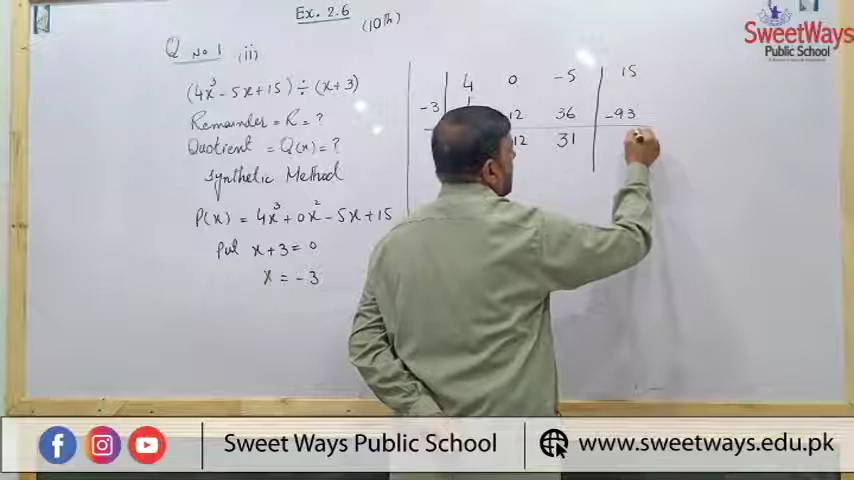 Ex. 2.6
(10th)
Q No 1 (ii)
(4x³ - 5x + 15) ÷ (x + 3)
Remainder = R = ?
Quotient = Q(x) = ?
Synthetic Method
P(x) = 4x³ + 0x² - 5x + 15
Put x + 3 = 0
x = - 3
4 0 -5 15
-3 12 36 -93
12 31
SweetWays
Public School
Sweet Ways Public School
www.sweetways.edu.pk